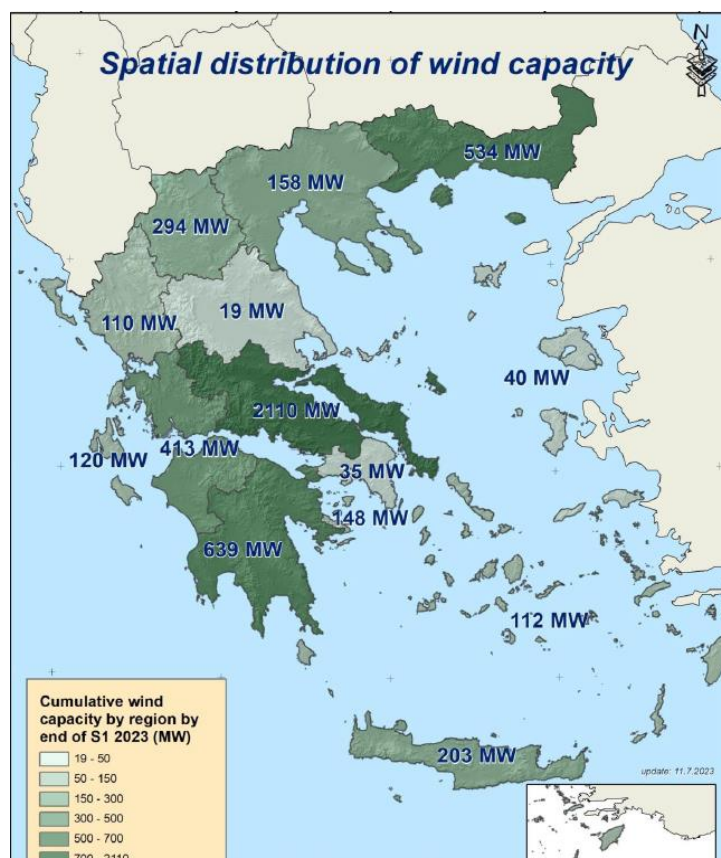 N
Spatial distribution of wind capacity
534 MW
158 MW
294 MW
110 MW
19 MW
40 MW
2110 MW
413 MW
120 MW
35 MW
148 MW
639 MW
112 MW
203 MW
update: 11.7.2023
Cumulative wind
capacity by region by
end of S1 2023 (MW)
19 - 50
50 - 150
150 - 300
300 - 500
500 - 700
700 - 2110